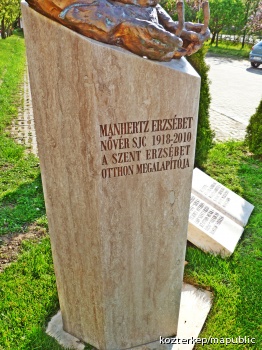 MANHERTZ ERZSÉBET
NŐVÉR SJC 1918-2010
A SZENT ERZSÉBET
OTTHON MEGALAPÍTÓJA
kozterkep/mapublic